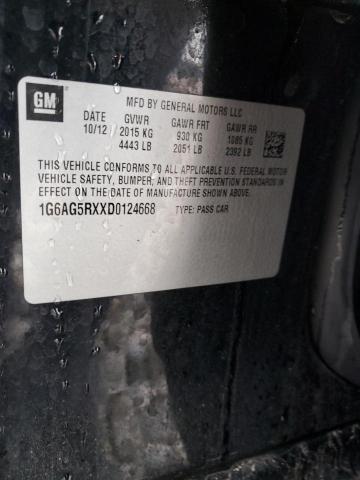 GM
MFD BY GENERAL MOTORS LLC
DATE GVWR GAWR FRT GAWR RR
10/12 2015 KG 930 KG 1085 KG
4443 LB 2051 LB 2392 LB
THIS VEHICLE CONFORMS TO ALL APPLICABLE U.S. FEDERAL MOTOR
VEHICLE SAFETY, BUMPER, AND THEFT PREVENTION STANDARDS IN
EFFECT ON THE DATE OF MANUFACTURE SHOWN ABOVE.
1G6AG5RXXD0124668 TYPE: PASS CAR